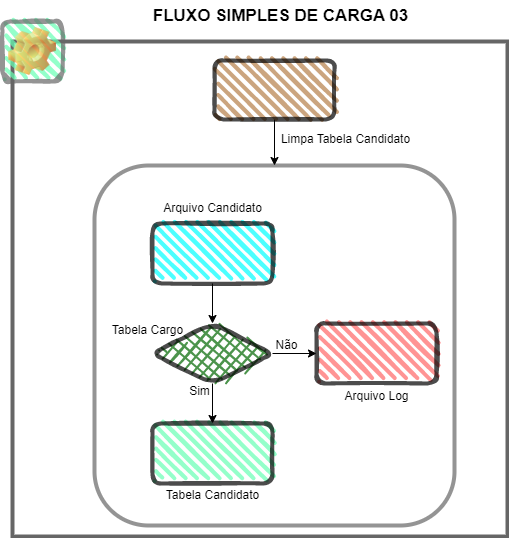 FLUXO SIMPLES DE CARGA 03
Limpa Tabela Candidato
Arquivo Candidato
Tabela Cargo
Não
Sim
Arquivo Log
Tabela Candidato